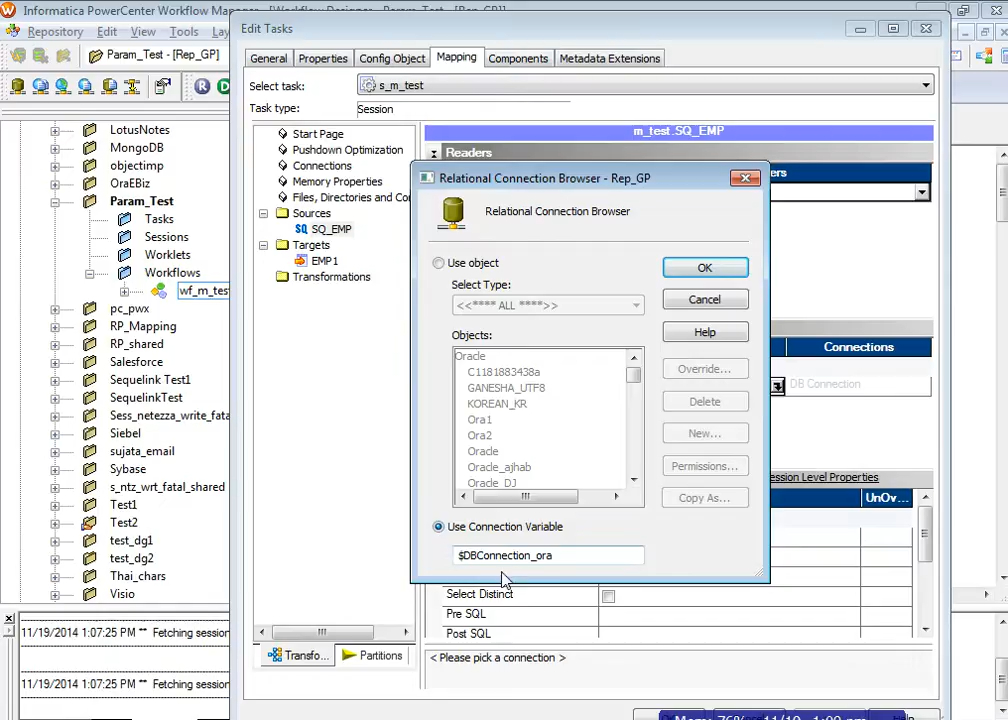 Informatica PowerCenter Workflow Manager
Repository Edit View Tools
Param_Test - [Rep_GP]
LotusNotes
MongoDB
objectimp
OraEBiz
Param_Test
Tasks
Sessions
Worklets
Workflows
wf_m_test
pc_pwx
RP_Mapping
RP_shared
Salesforce
Sequelink Test1
SequelinkTest
Sess_netezza_write_fata
Siebel
sujata_email
Sybase
s_ntz_wrt_fatal_shared
Test1
Test2
test_dg1
test_dg2
Thai_chars
Visio
11/19/2014 1:07:25 PM ** Fetching session
11/19/2014 1:07:25 PM ** Fetching session
Edit Tasks
General Properties Config Object Mapping Components Metadata Extensions
Select task: s_m_test
Task type: Session
Start Page
Pushdown Optimization
Connections
Memory Properties
Files, Directories and Co
Sources
SQ_EMP
Targets
EMP1
Transformations
Transfo... Partitions
m_test.SQ_EMP
Readers
Connections
DB Connection
UnOv...
Select Distinct
Pre SQL
Post SQL
< Please pick a connection >
Relational Connection Browser - Rep_GP
Relational Connection Browser
Use object
Select Type:
<<**** ALL ****>>
Objects:
Oracle
C1181883438a
GANESHA_UTF8
KOREAN_KR
Ora1
Ora2
Oracle
Oracle_ajhab
Oracle_DJ
Use Connection Variable
$DBConnection_ora
OK
Cancel
Help
Override...
Delete
New...
Permissions...
Copy As...